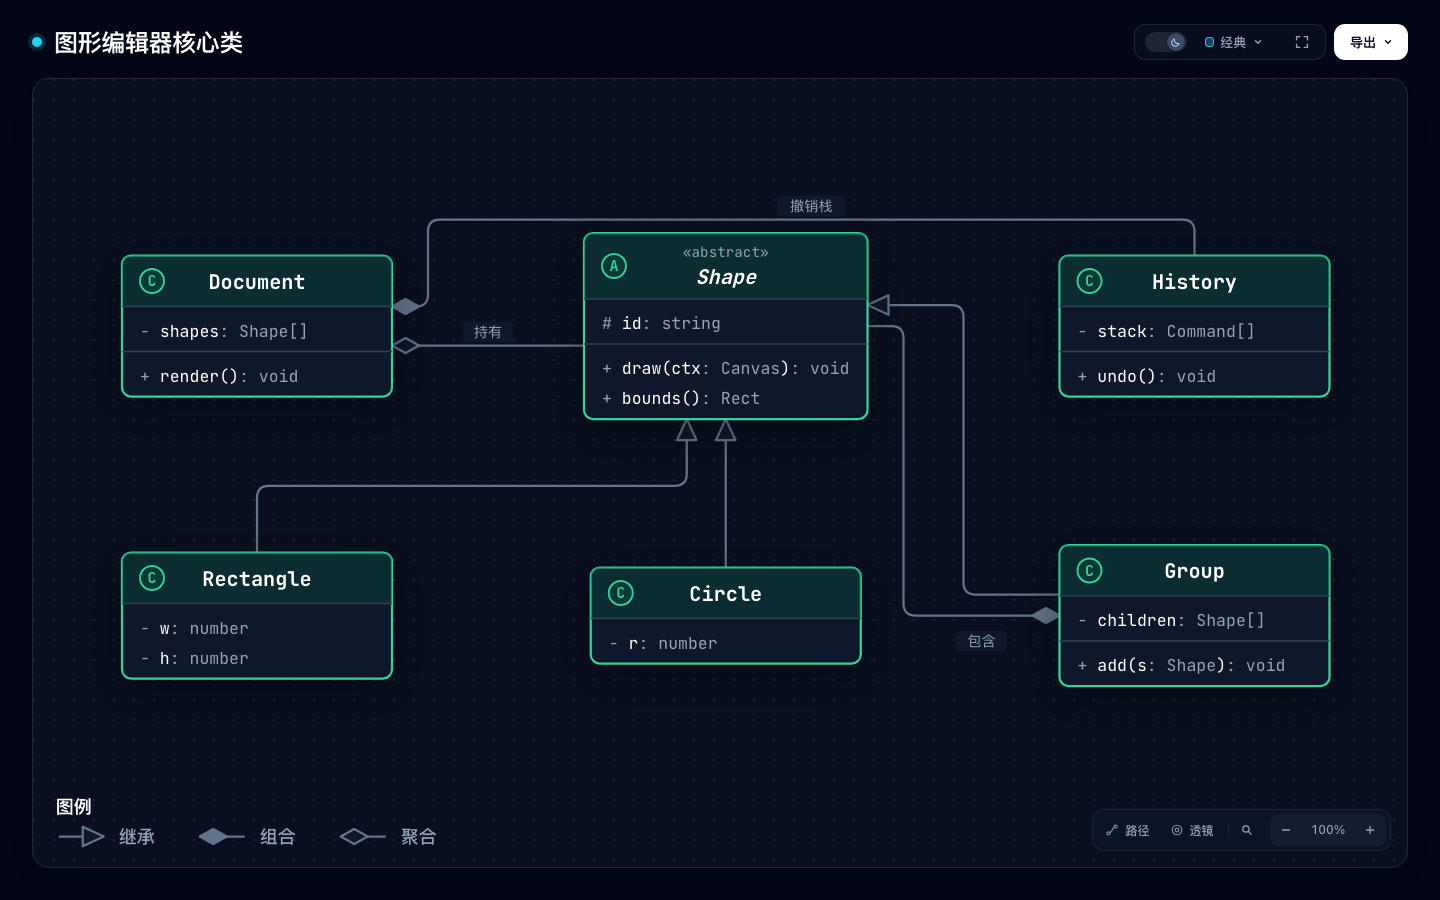 图形编辑器核心类
经典
导出
撤销栈
C Document
- shapes: Shape[]
+ render(): void
持有
«abstract»
A Shape
# id: string
+ draw(ctx: Canvas): void
+ bounds(): Rect
C History
- stack: Command[]
+ undo(): void
C Rectangle
- w: number
- h: number
C Circle
- r: number
C Group
- children: Shape[]
+ add(s: Shape): void
包含
图例
继承
组合
聚合
路径
透镜
− 100% +